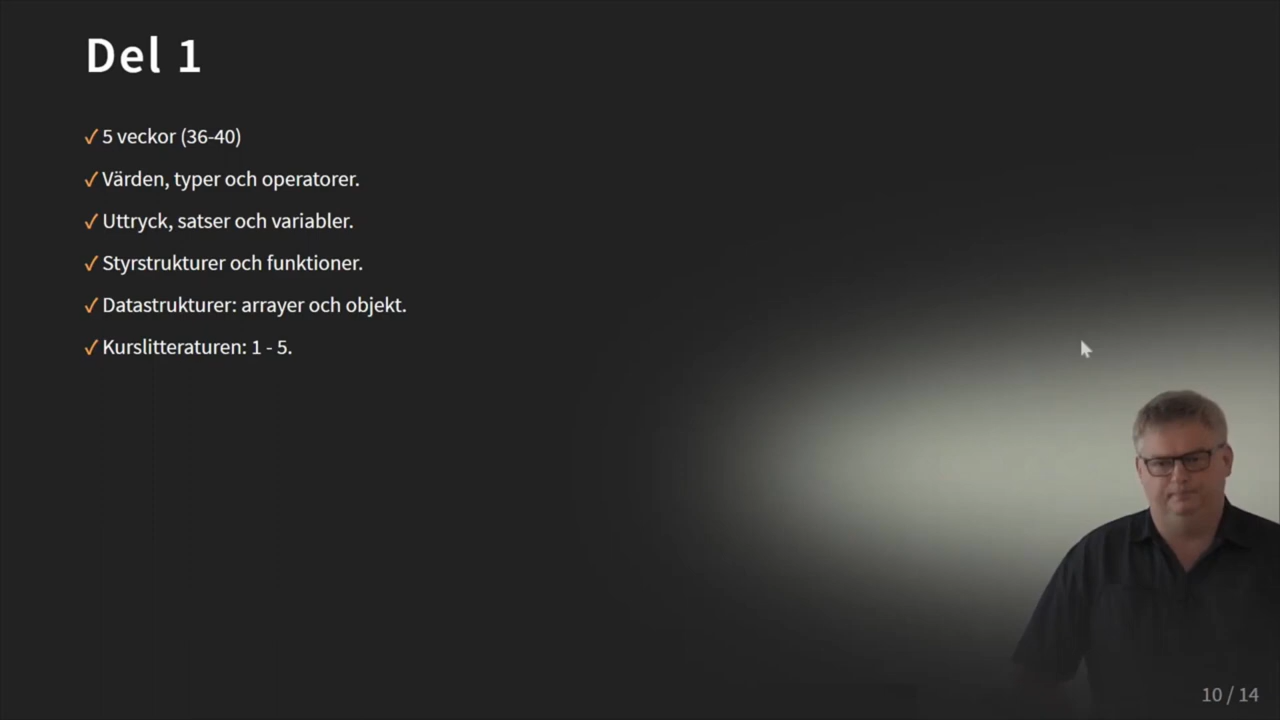 Del 1
✓ 5 veckor (36-40)
✓ Värden, typer och operatorer.
✓ Uttryck, satser och variabler.
✓ Styrstrukturer och funktioner.
✓ Datastrukturer: arrayer och objekt.
✓ Kurslitteraturen: 1 - 5.
10 / 14